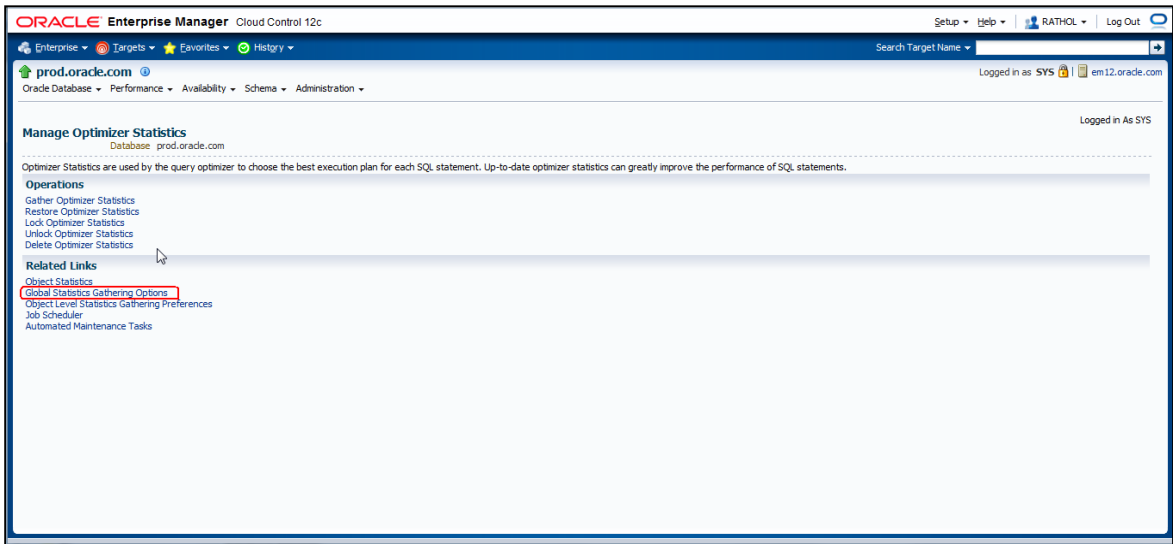 ORACLE Enterprise Manager Cloud Control 12c
Setup Help RATHOL Log Out
Enterprise Targets Favorites History Search Target Name
prod.oracle.com Logged in as SYS em12.oracle.com
Oracle Database Performance Availability Schema Administration
Logged in As SYS
Manage Optimizer Statistics
Database prod.oracle.com
Optimizer Statistics are used by the query optimizer to choose the best execution plan for each SQL statement. Up-to-date optimizer statistics can greatly improve the performance of SQL statements.
Operations
Gather Optimizer Statistics
Restore Optimizer Statistics
Lock Optimizer Statistics
Unlock Optimizer Statistics
Delete Optimizer Statistics
Related Links
Object Statistics
Global Statistics Gathering Options
Object Level Statistics Gathering Preferences
Job Scheduler
Automated Maintenance Tasks